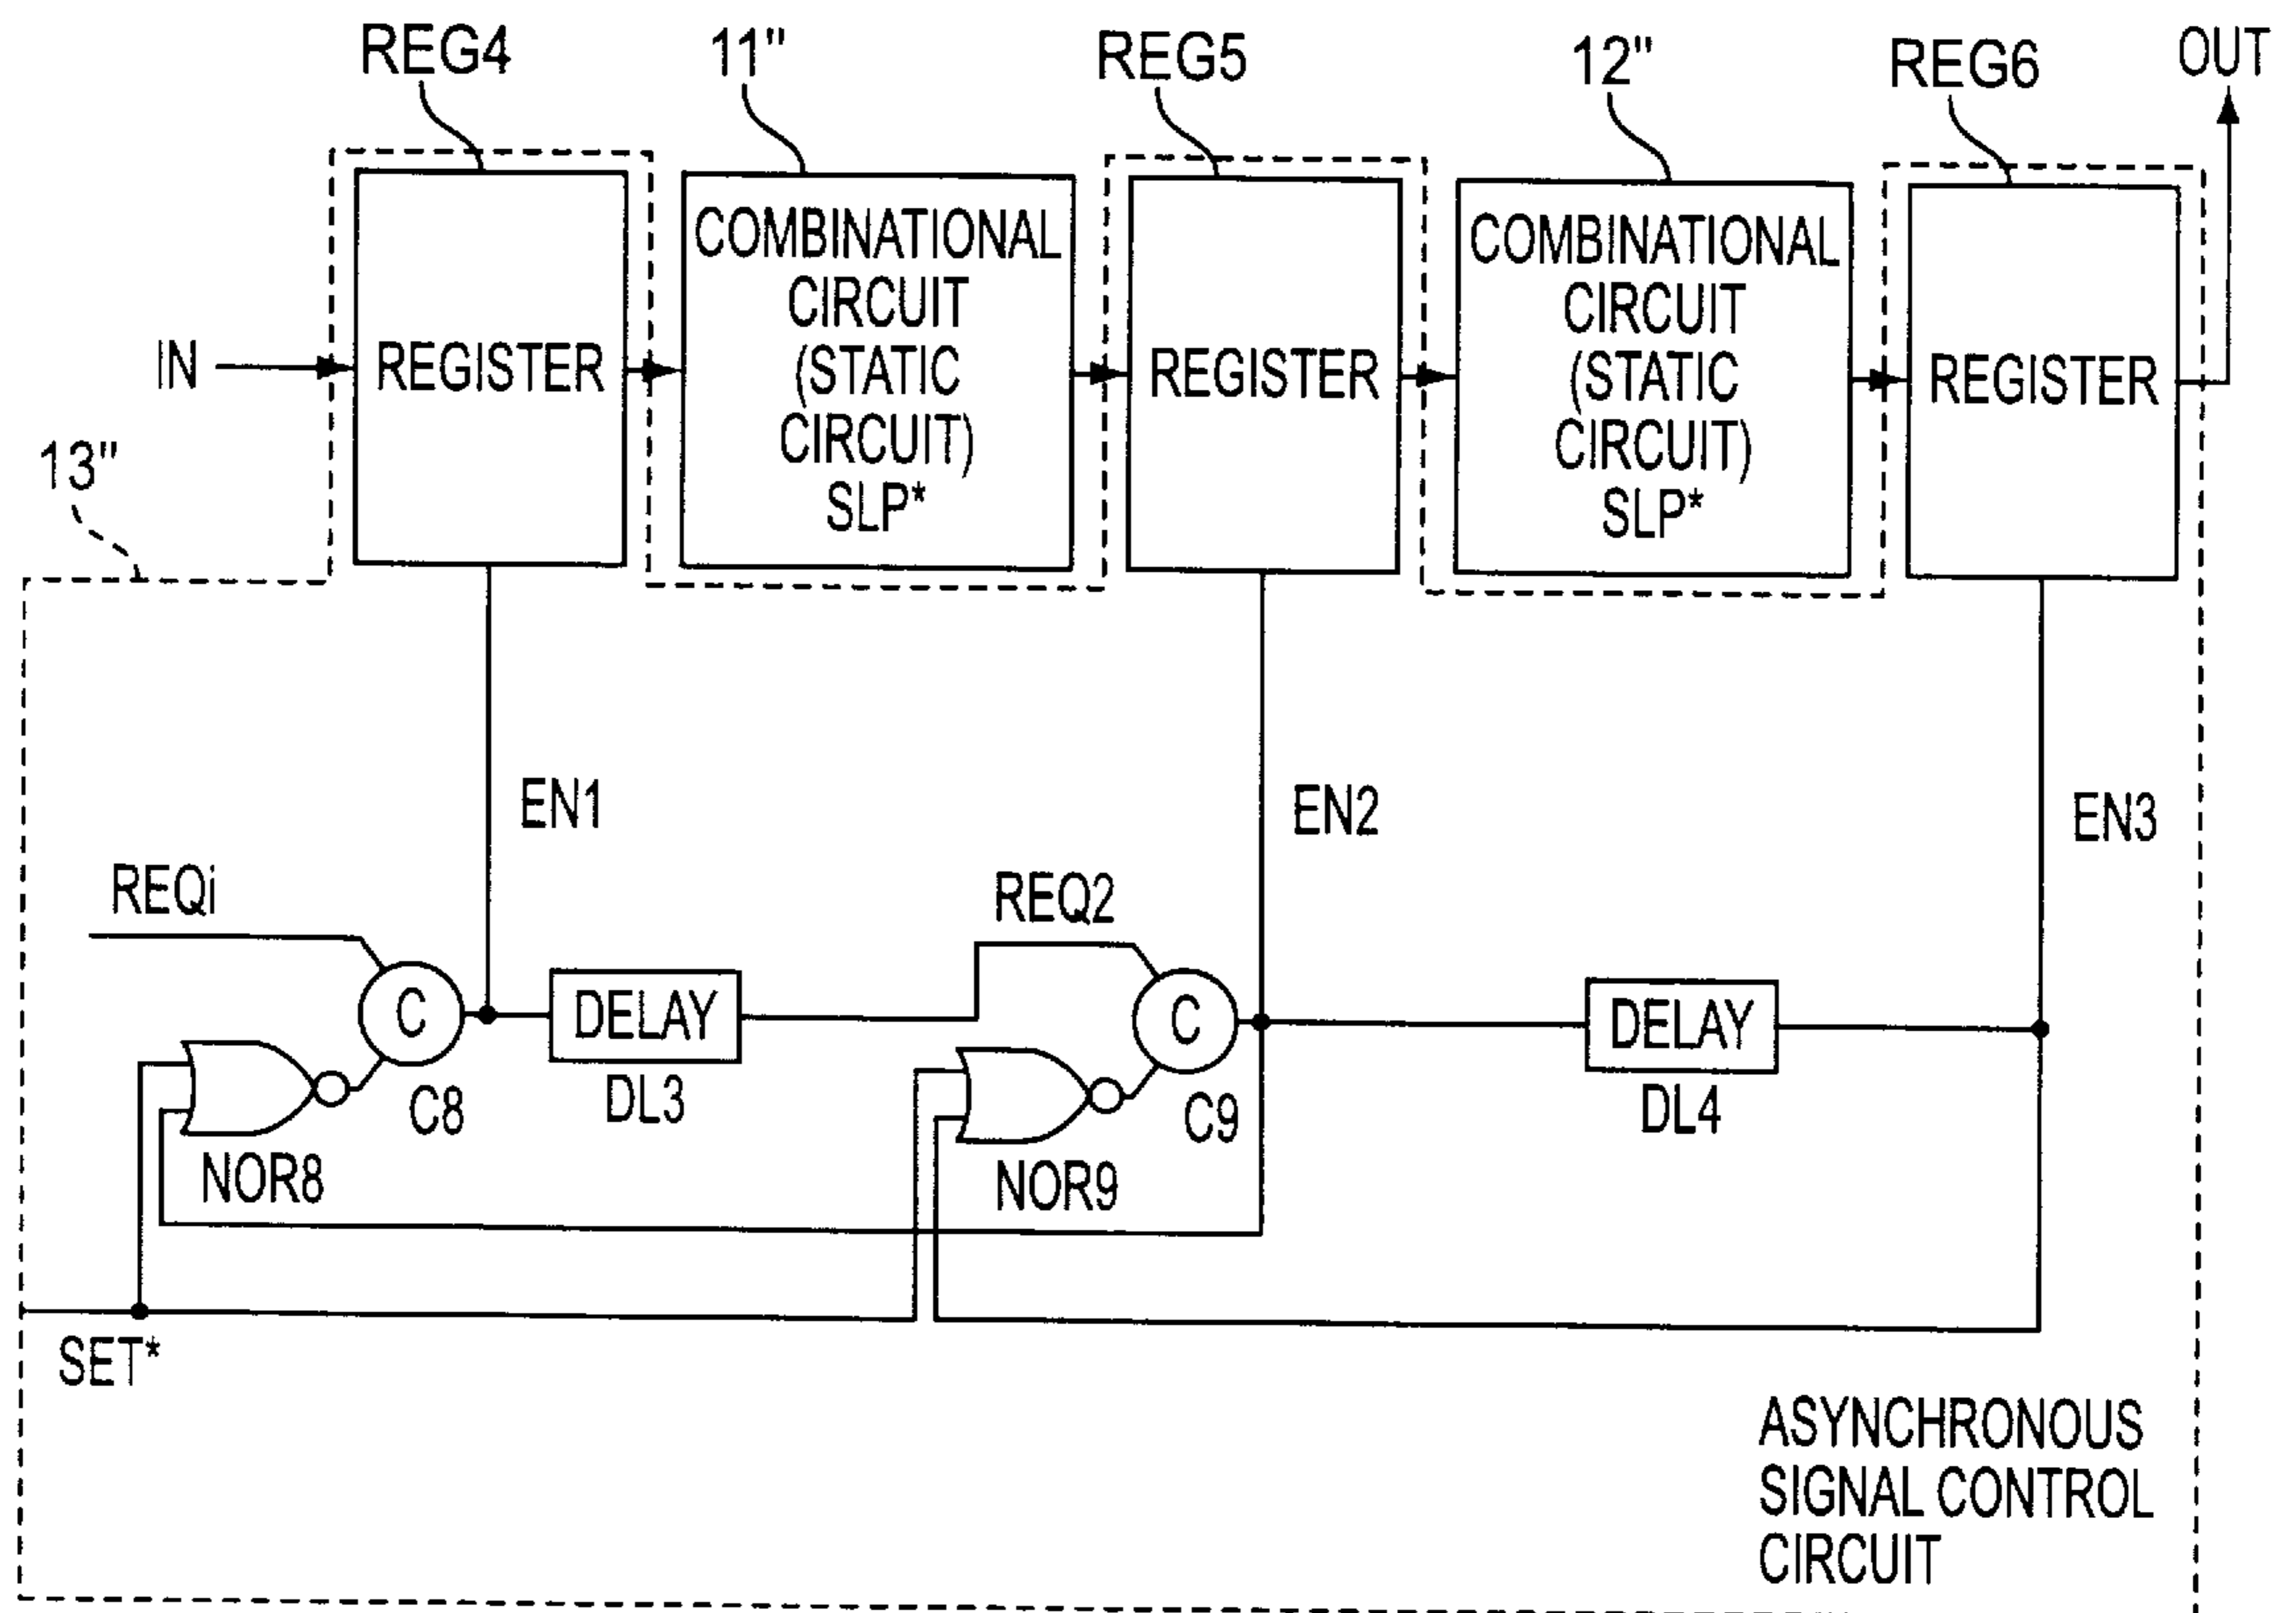 REG4
11"
REG5
12"
REG6
OUT
IN
REGISTER
COMBINATIONAL
CIRCUIT
(STATIC
CIRCUIT)
SLP*
REGISTER
COMBINATIONAL
CIRCUIT
(STATIC
CIRCUIT)
SLP*
REGISTER
13"
EN1
EN2
EN3
REQi
REQ2
C
DELAY
C
DELAY
C8
DL3
C9
DL4
NOR8
NOR9
SET*
ASYNCHRONOUS
SIGNAL CONTROL
CIRCUIT